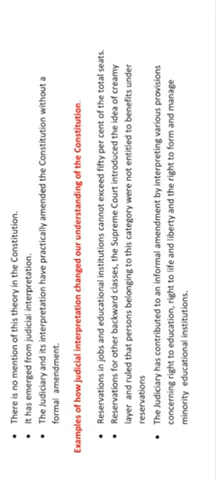 • There is no mention of this theory in the Constitution.
• It has emerged from judicial interpretation.
• The Judiciary and its interpretation have practically amended the Constitution without a
formal amendment.
Examples of how judicial interpretation changed our understanding of the Constitution.
• Reservations in jobs and educational institutions cannot exceed fifty per cent of the total seats.
• Reservations for other backward classes, the Supreme Court introduced the idea of creamy
layer and ruled that persons belonging to this category were not entitled to benefits under
reservations
• The Judiciary has contributed to an informal amendment by interpreting various provisions
concerning right to education, right to life and liberty and the right to form and manage
minority educational institutions.